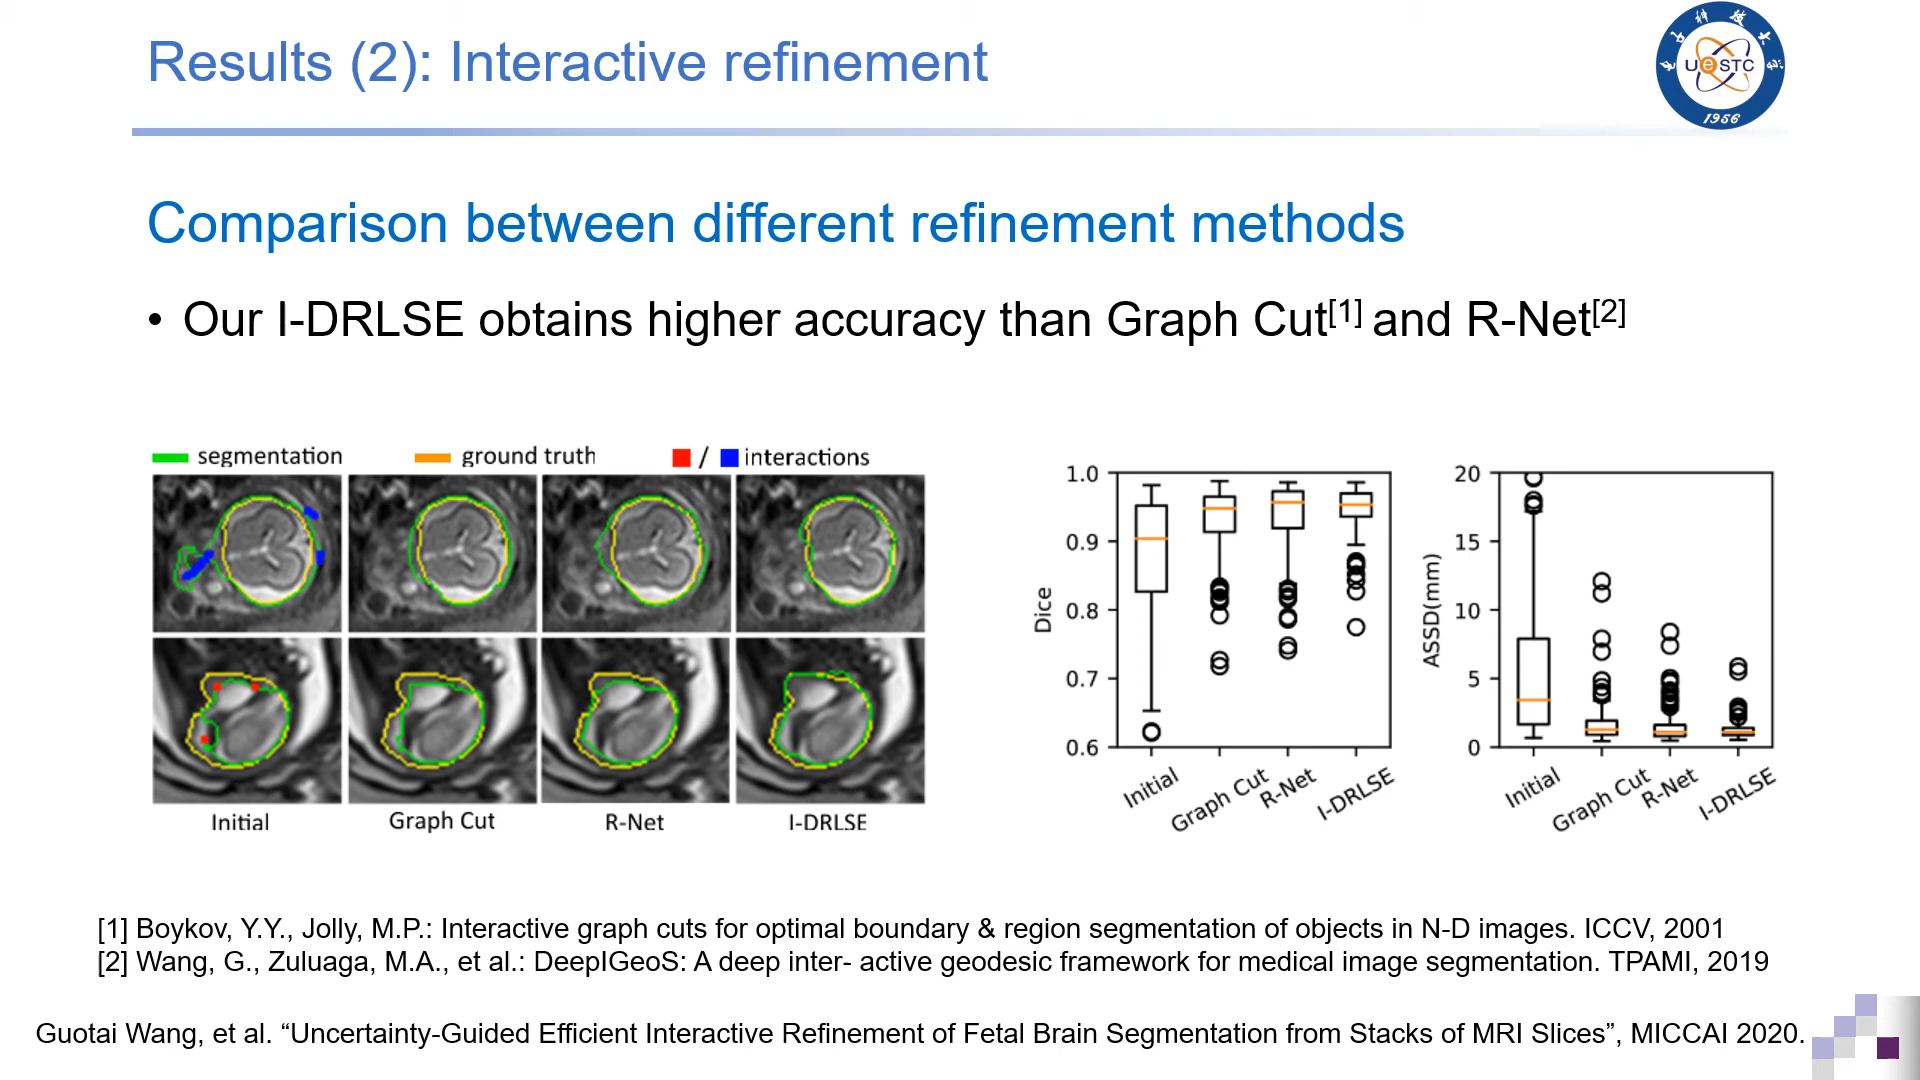 Results (2): Interactive refinement
UeSTC
1956
Comparison between different refinement methods
• Our I-DRLSE obtains higher accuracy than Graph Cut[1] and R-Net[2]
segmentation ground truth / interactions
Initial Graph Cut R-Net I-DRLSE
Dice
1.0
0.9
0.8
0.7
0.6
Initial Graph Cut R-Net I-DRLSE
ASSD(mm)
20
15
10
5
0
Initial Graph Cut R-Net I-DRLSE
[1] Boykov, Y.Y., Jolly, M.P.: Interactive graph cuts for optimal boundary & region segmentation of objects in N-D images. ICCV, 2001
[2] Wang, G., Zuluaga, M.A., et al.: DeepIGeoS: A deep inter- active geodesic framework for medical image segmentation. TPAMI, 2019
Guotai Wang, et al. “Uncertainty-Guided Efficient Interactive Refinement of Fetal Brain Segmentation from Stacks of MRI Slices”, MICCAI 2020.